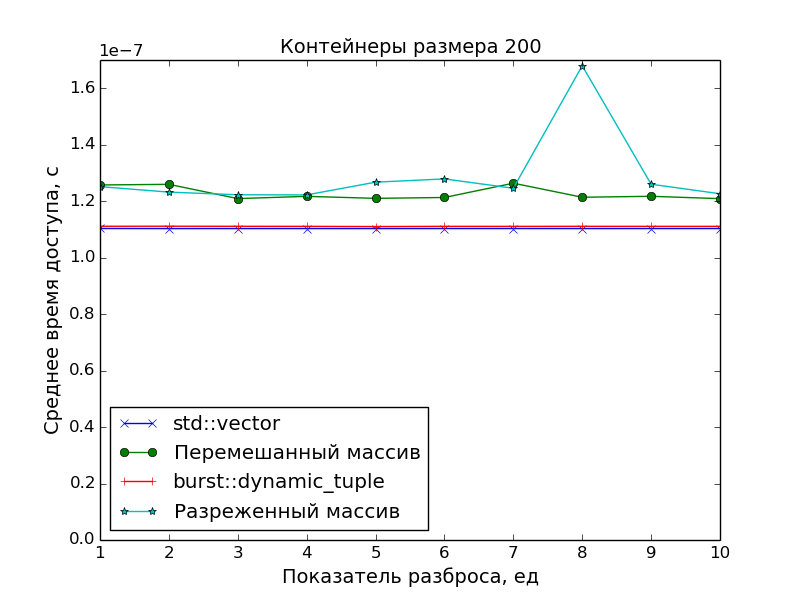 Контейнеры размера 200
1e−7
1.6
1.4
1.2
1.0
0.8
0.6
0.4
0.2
0.0
Среднее время доступа, с
std::vector
Перемешанный массив
burst::dynamic_tuple
Разреженный массив
1 2 3 4 5 6 7 8 9 10
Показатель разброса, ед